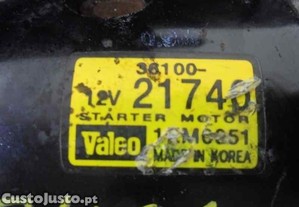 36100-
12V 21740
STARTER MOTOR
Valeo
MADE IN KOREA
CustoJusto.pt